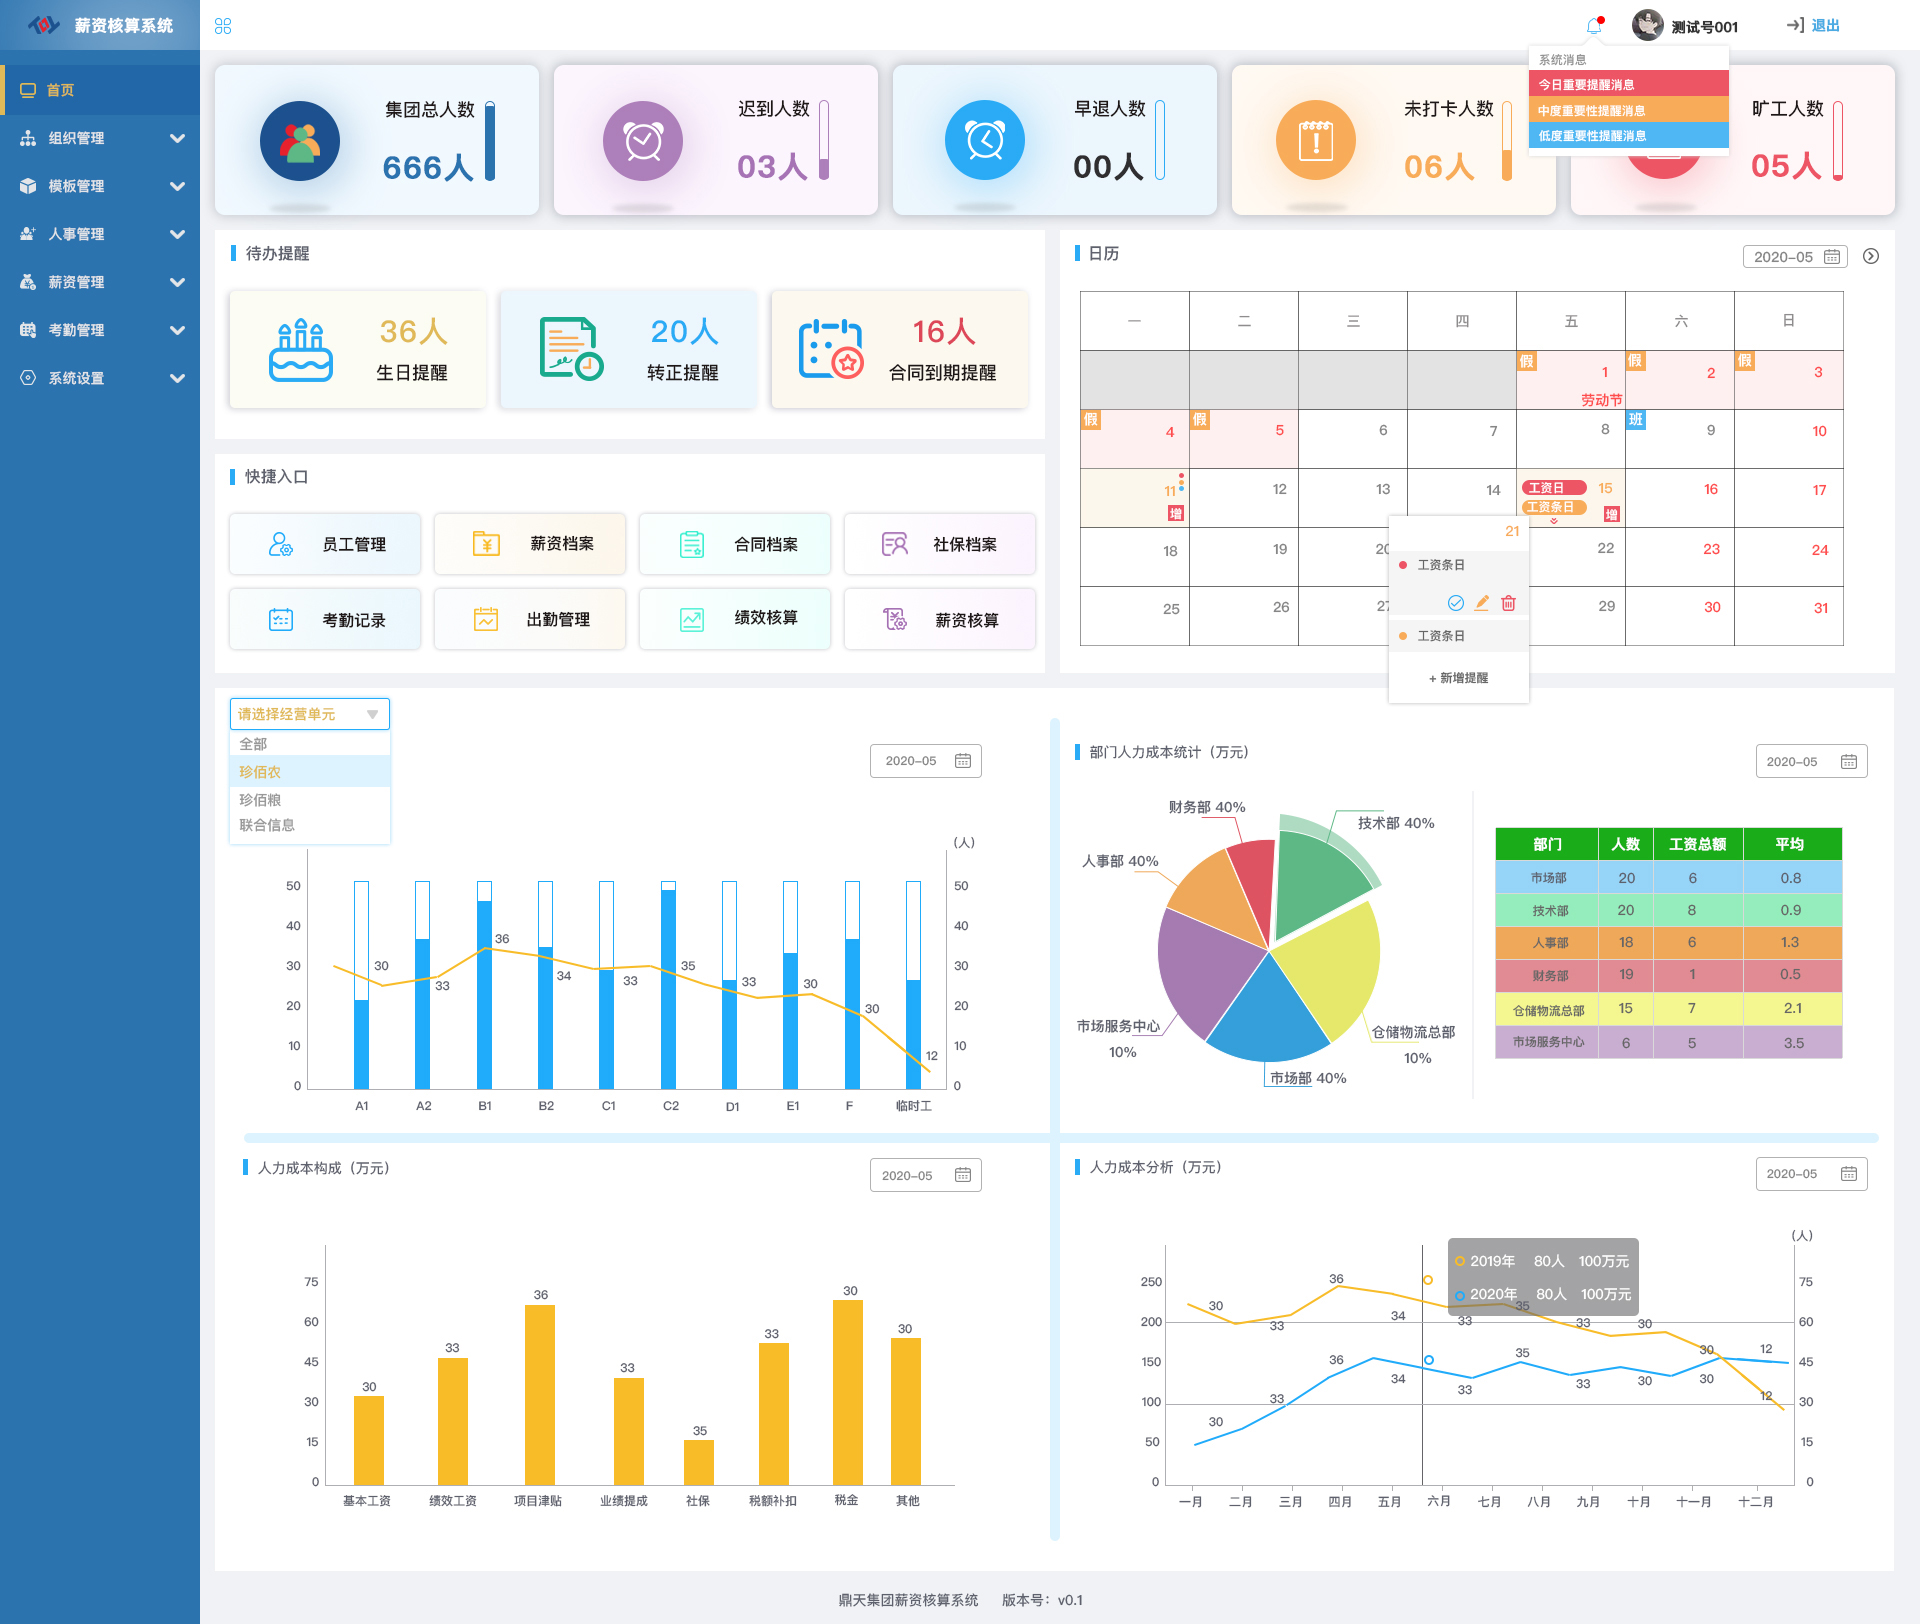 薪资核算系统
测试号001
退出
首页
组织管理
模板管理
人事管理
薪资管理
考勤管理
系统设置
系统消息
今日重要提醒消息
中度重要性提醒消息
低度重要性提醒消息
集团总人数
666人
迟到人数
03人
早退人数
00人
未打卡人数
06人
旷工人数
05人
待办提醒
36人
生日提醒
20人
转正提醒
16人
合同到期提醒
快捷入口
员工管理
薪资档案
合同档案
社保档案
考勤记录
出勤管理
绩效核算
薪资核算
日历
2020-05
一 二 三 四 五 六 日
假 1 劳动节 假 2 假 3
假 4 假 5 6 7 8 班 9 10
11 增 12 13 14 工资日 工资条日 15 增 16 17
18 19 20 21 22 23 24
25 26 27 29 30 31
工资条日
工资条日
+ 新增提醒
请选择经营单元
全部
珍佰农
珍佰粮
联合信息
2020-05
(人)
50 50
40 40
30 30
20 20
10 10
0 0
30 33 36 34 33 35 33 30 30 12
A1 A2 B1 B2 C1 C2 D1 E1 F 临时工
部门人力成本统计（万元）
2020-05
财务部 40%
技术部 40%
人事部 40%
市场服务中心
10%
仓储物流总部
10%
市场部 40%
部门 人数 工资总额 平均
市场部 20 6 0.8
技术部 20 8 0.9
人事部 18 6 1.3
财务部 19 1 0.5
仓储物流总部 15 7 2.1
市场服务中心 6 5 3.5
人力成本构成（万元）
2020-05
75
60
45
30
15
0
30 33 36 33 35 33 30 30
基本工资 绩效工资 项目津贴 业绩提成 社保 税额补扣 税金 其他
人力成本分析（万元）
2020-05
(人)
2019年 80人 100万元
2020年 80人 100万元
250 75
200 60
150 45
100 30
50 15
0 0
30 33 36 34 33 35 33 30 30 12
30 33 36 34 33 35 33 30 30 12
一月 二月 三月 四月 五月 六月 七月 八月 九月 十月 十一月 十二月
鼎天集团薪资核算系统 版本号：v0.1